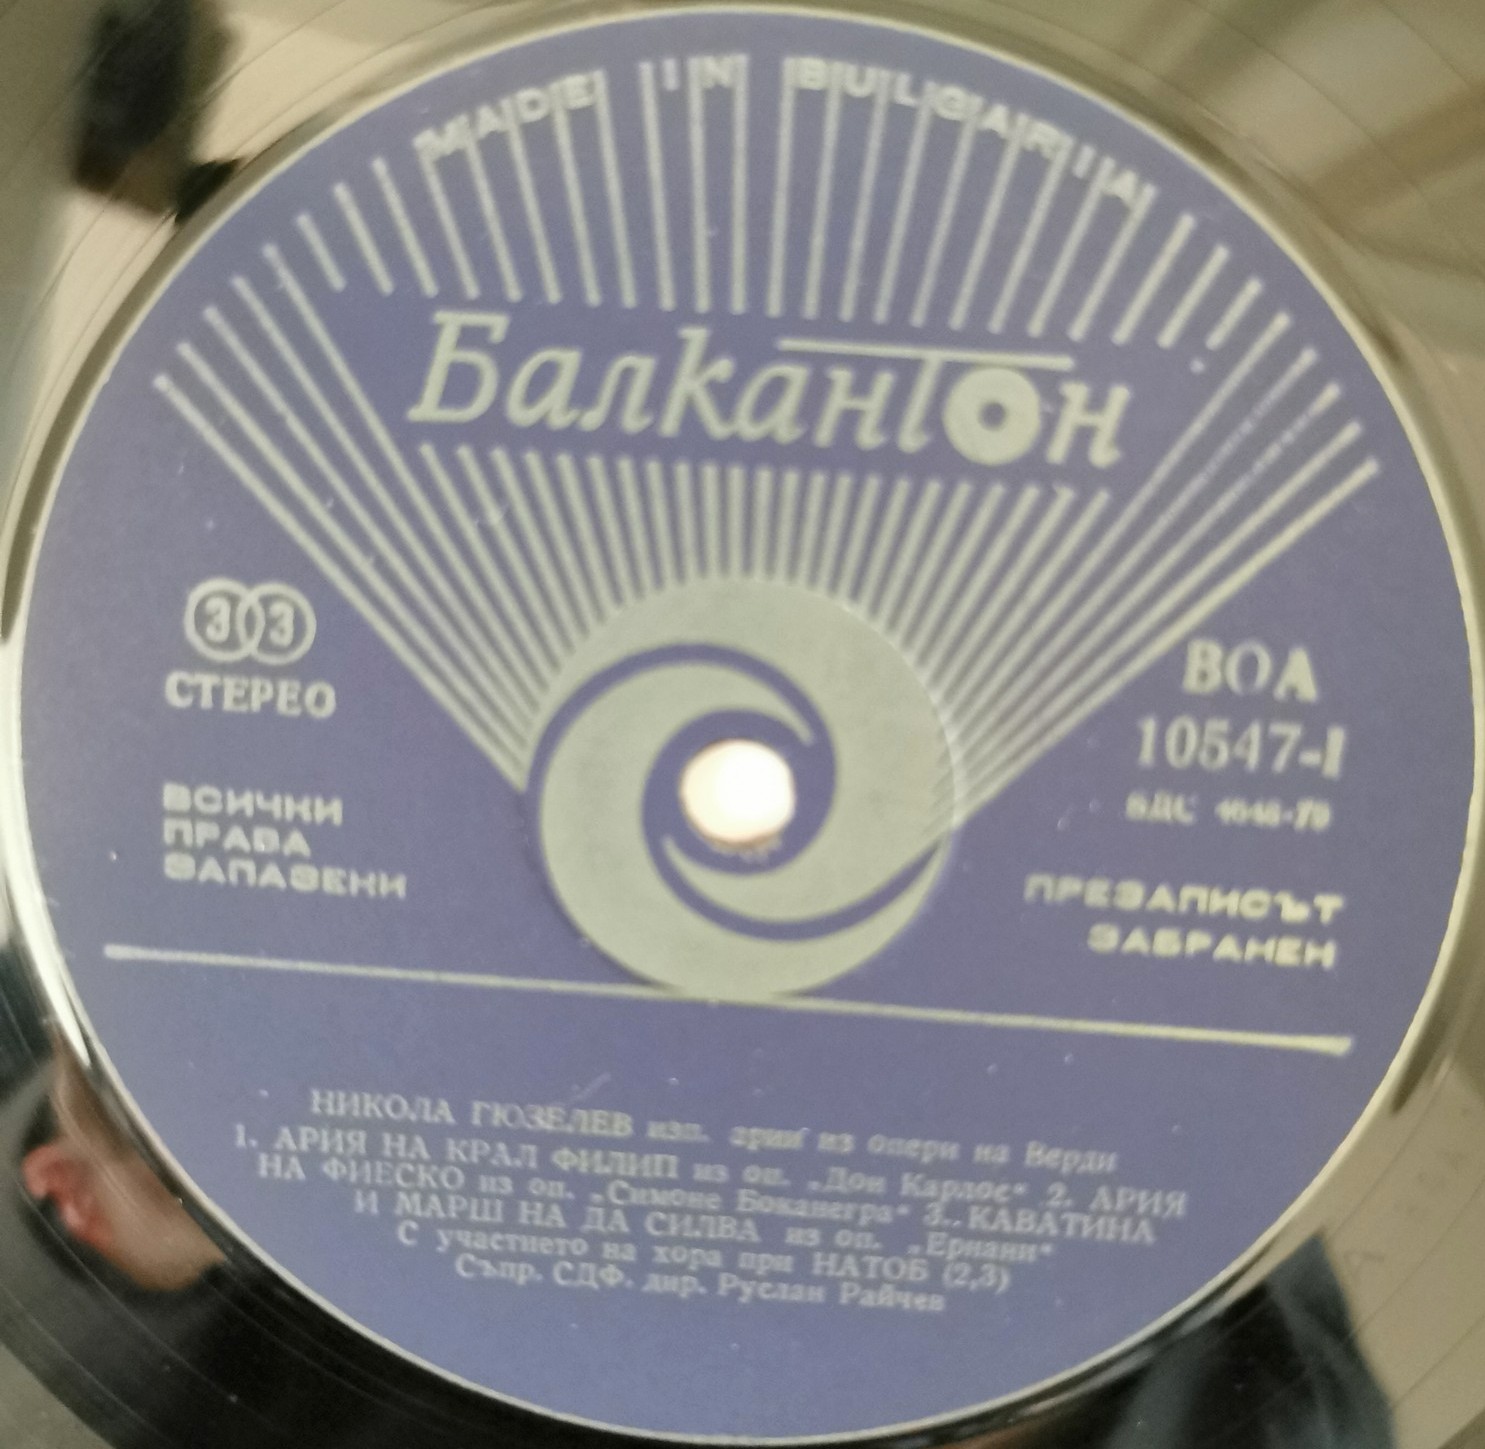 MADE IN BULGARIA
Балкантон
33
СТЕРЕО
ВСИЧКИ
ПРАВА
ЗАПАЗЕНИ
ВОА
10547-I
БДС
ПРЕЗАПИСЪТ
ЗАБРАНЕН
НИКОЛА ГЮЗЕЛЕВ изп. арии из опери на Верди
1. АРИЯ НА КРАЛ ФИЛИП из оп. „Дон Карлос“ 2. АРИЯ
НА ФИЕСКО из оп. „Симоне Боканегра“ 3. КАВАТИНА
И МАРШ НА ДА СИЛВА из оп. „Ернани“
С участието на хора при НАТОБ (2,3)
Съпр. СДФ. дир. Руслан Райчев